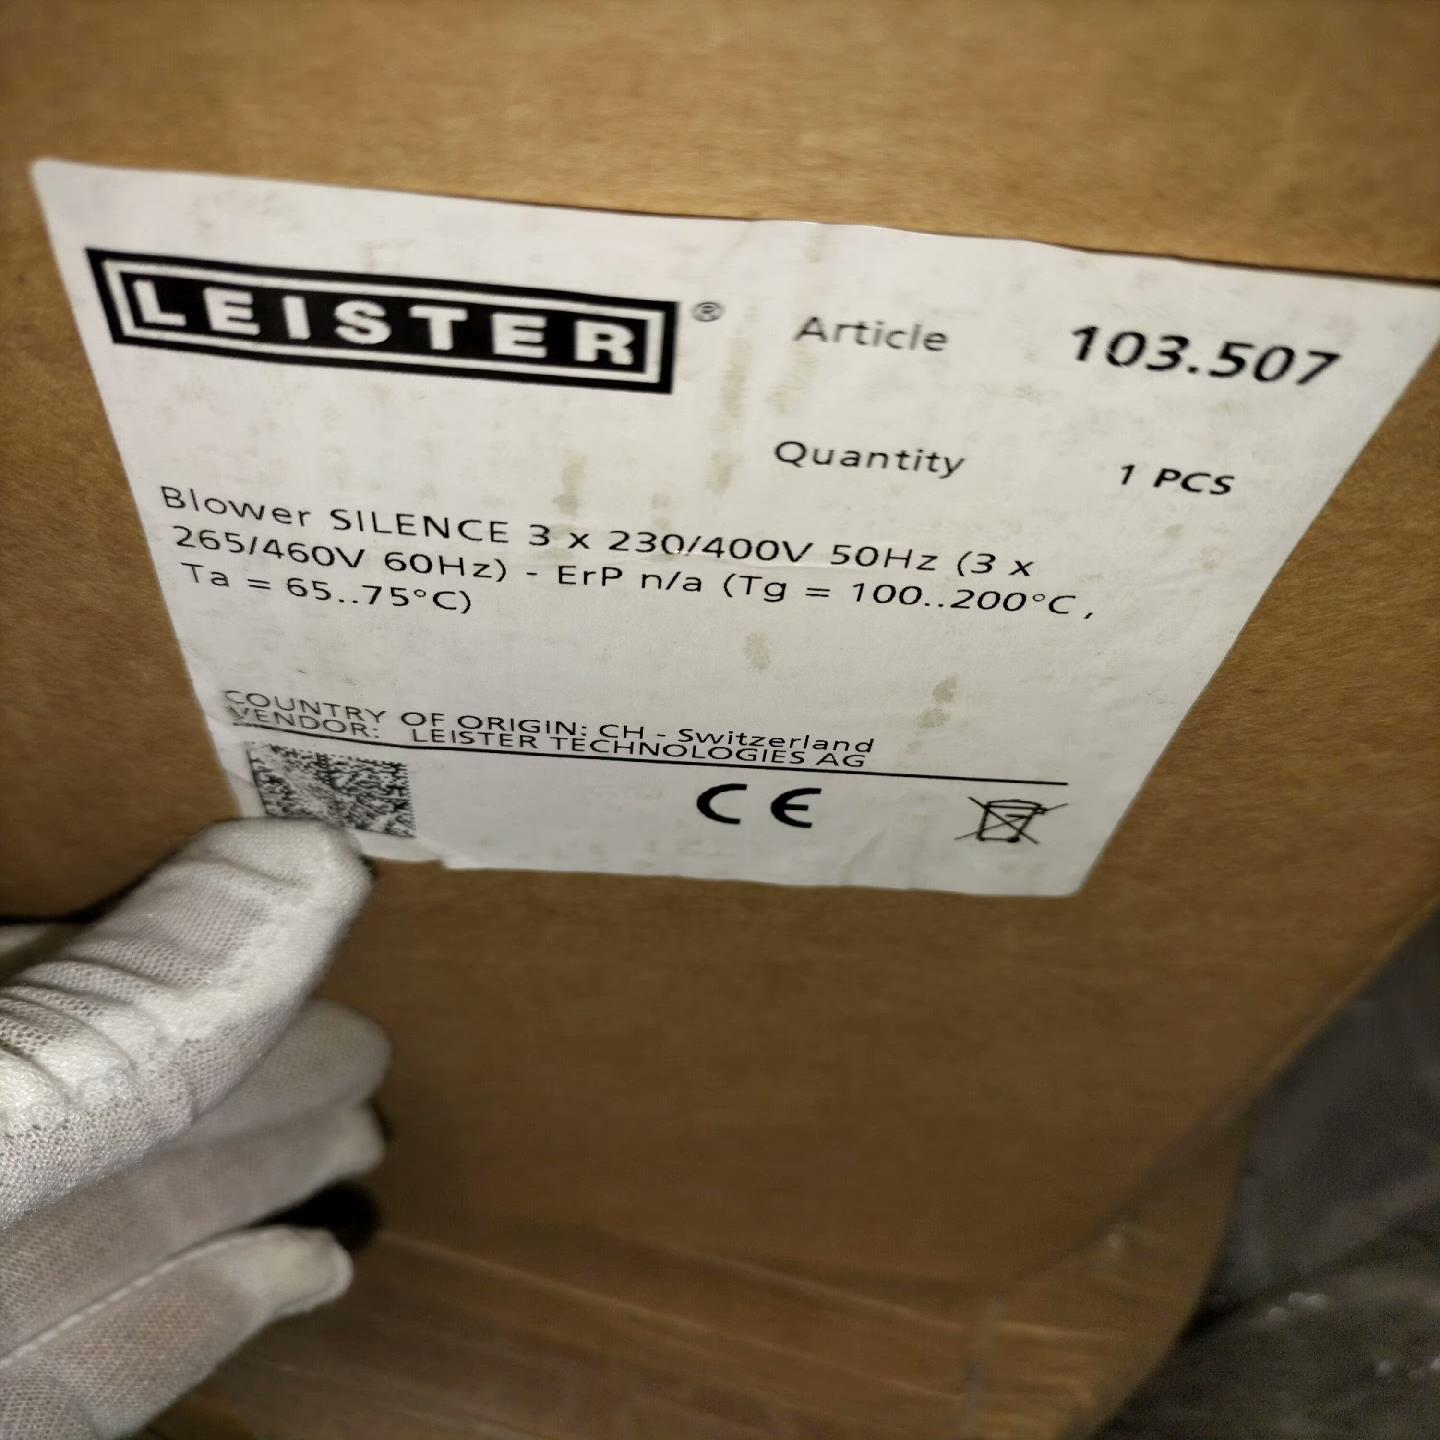 LEISTER®
Article 103.507
Quantity 1 PCS
Blower SILENCE 3 x 230/400V 50Hz (3 x
265/460V 60Hz) - ErP n/a (Tg = 100..200°C,
Ta = 65..75°C)
COUNTRY OF ORIGIN: CH - Switzerland
VENDOR: LEISTER TECHNOLOGIES AG
CE